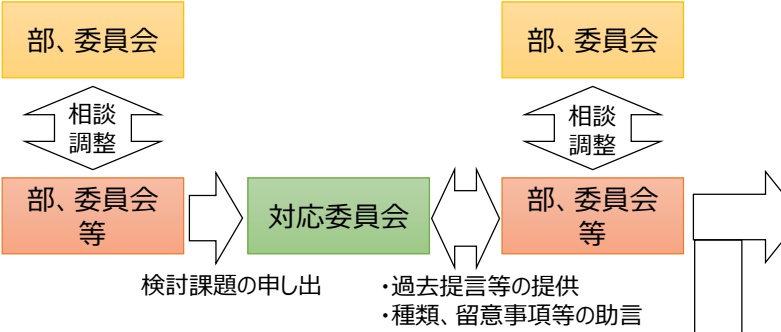 部、委員会
部、委員会
相談
調整
相談
調整
部、委員会
等
対応委員会
部、委員会
等
検討課題の申し出
・過去提言等の提供
・種類、留意事項等の助言